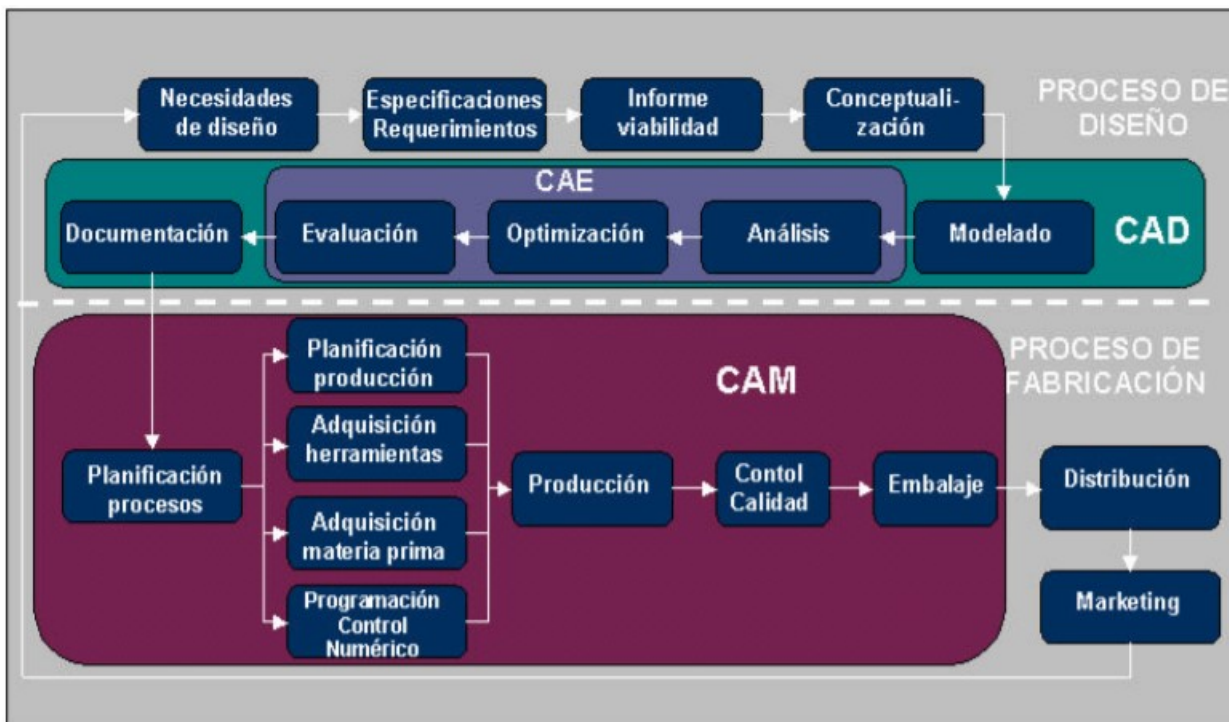 Necesidades
de diseño
Especificaciones
Requerimientos
Informe
viabilidad
Conceptuali-
zación
PROCESO DE
DISEÑO
CAE
Documentación
Evaluación
Optimización
Análisis
Modelado
CAD
Planificación
producción
CAM
PROCESO DE
FABRICACIÓN
Adquisición
herramientas
Planificación
procesos
Producción
Contol
Calidad
Embalaje
Distribución
Adquisición
materia prima
Programación
Control
Numérico
Marketing